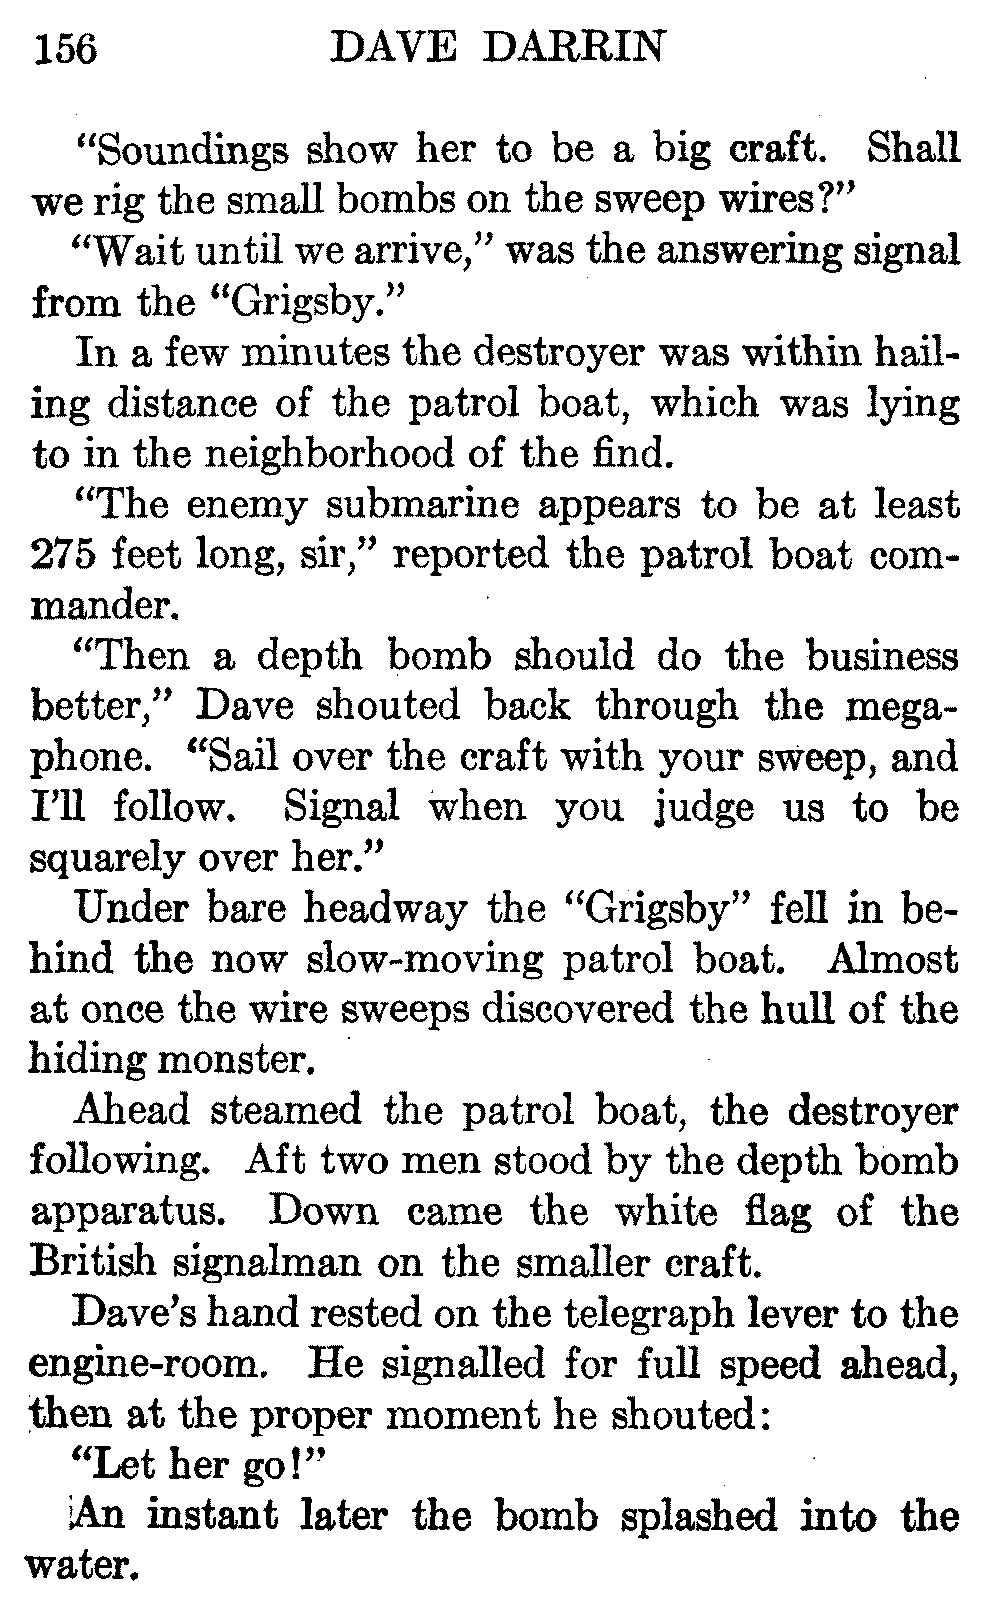 156 DAVE DARRIN
“Soundings show her to be a big craft. Shall
we rig the small bombs on the sweep wires?”
“Wait until we arrive,” was the answering signal
from the “Grigsby.”
In a few minutes the destroyer was within hail-
ing distance of the patrol boat, which was lying
to in the neighborhood of the find.
“The enemy submarine appears to be at least
275 feet long, sir,” reported the patrol boat com-
mander.
“Then a depth bomb should do the business
better,” Dave shouted back through the mega-
phone. “Sail over the craft with your sweep, and
I’ll follow. Signal when you judge us to be
squarely over her.”
Under bare headway the “Grigsby” fell in be-
hind the now slow-moving patrol boat. Almost
at once the wire sweeps discovered the hull of the
hiding monster.
Ahead steamed the patrol boat, the destroyer
following. Aft two men stood by the depth bomb
apparatus. Down came the white flag of the
British signalman on the smaller craft.
Dave’s hand rested on the telegraph lever to the
engine-room. He signalled for full speed ahead,
then at the proper moment he shouted:
“Let her go!”
An instant later the bomb splashed into the
water.